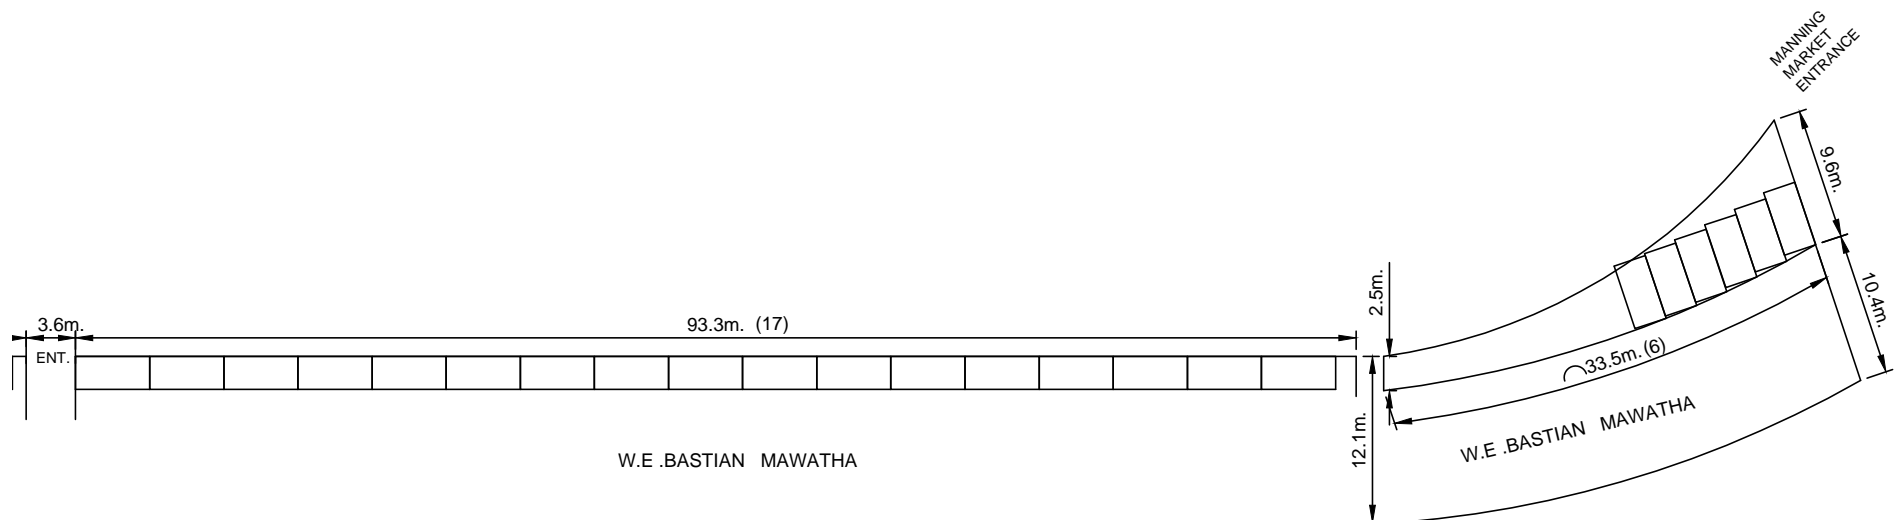 MANNING
MARKET
ENTRANCE
9.6m.
10.4m.
2.5m.
3.6m.
93.3m. (17)
ENT.
33.5m. (6)
12.1m.
W.E .BASTIAN MAWATHA
W.E .BASTIAN MAWATHA